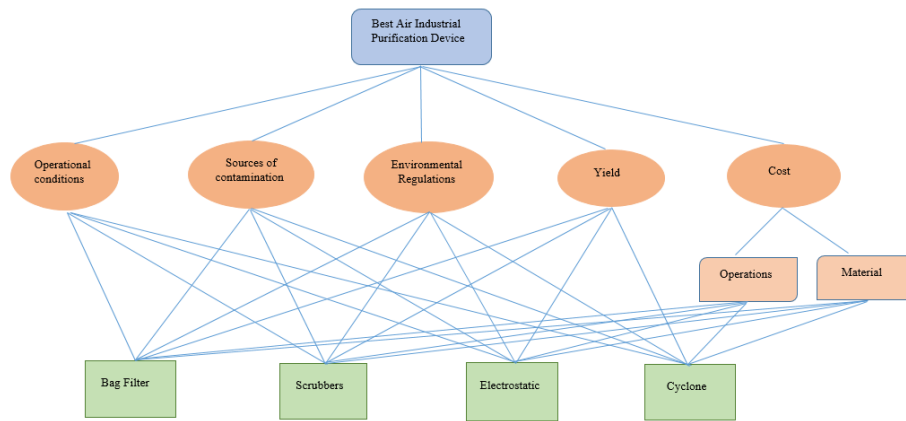 Best Air Industrial
Purification Device
Operational
conditions
Sources of
contamination
Environmental
Regulations
Yield
Cost
Operations
Material
Bag Filter
Scrubbers
Electrostatic
Cyclone